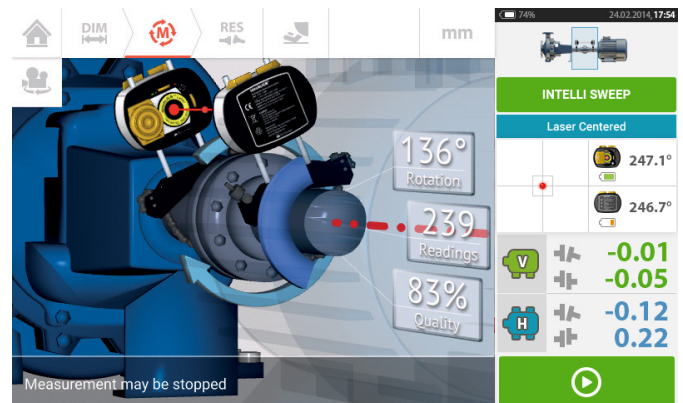 DIM
M
RES
mm
136°
Rotation
239
Readings
83%
Quality
Measurement may be stopped
74%
24.02.2014, 17:54
INTELLI SWEEP
Laser Centered
247.1°
246.7°
V
-0.01
-0.05
H
-0.12
0.22